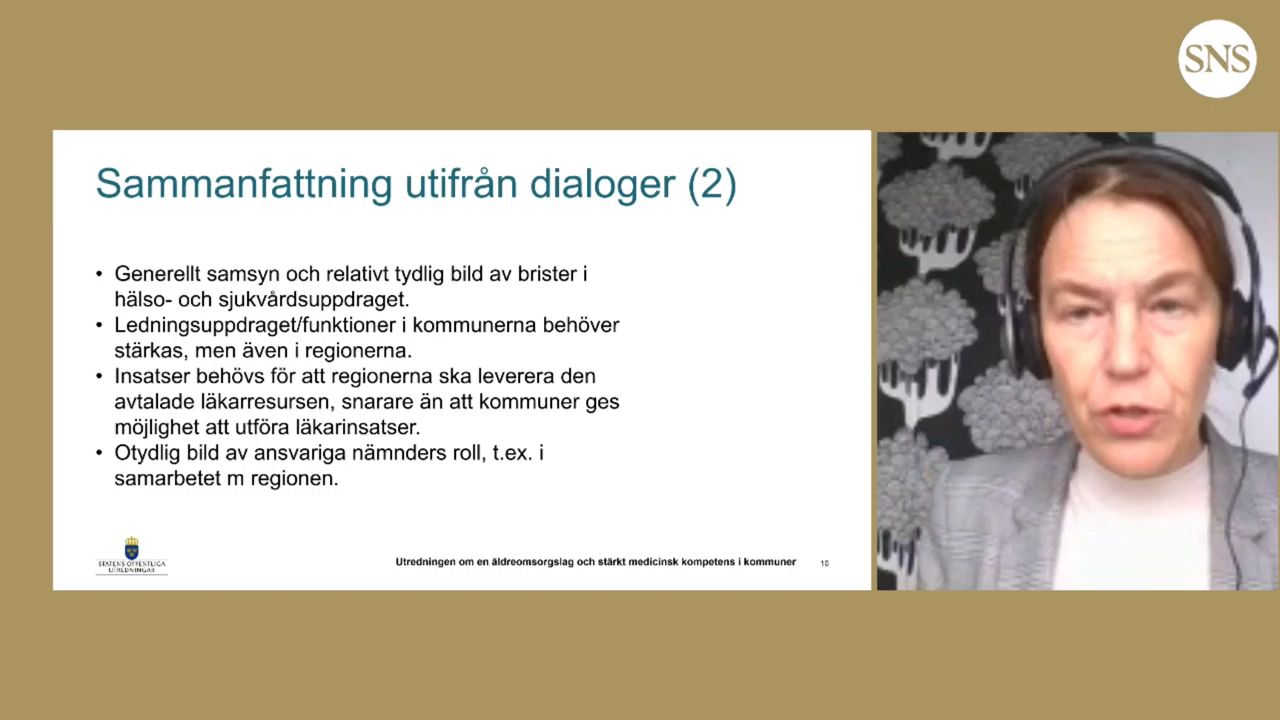 SNS
Sammanfattning utifrån dialoger (2)
• Generellt samsyn och relativt tydlig bild av brister i
hälso- och sjukvårdsuppdraget.
• Ledningsuppdraget/funktioner i kommunerna behöver
stärkas, men även i regionerna.
• Insatser behövs för att regionerna ska leverera den
avtalade läkarresursen, snarare än att kommuner ges
möjlighet att utföra läkarinsatser.
• Otydlig bild av ansvariga nämnders roll, t.ex. i
samarbetet m regionen.
STATENS OFFENTLIGA
UTREDNINGAR
Utredningen om en äldreomsorgslag och stärkt medicinsk kompetens i kommuner
10